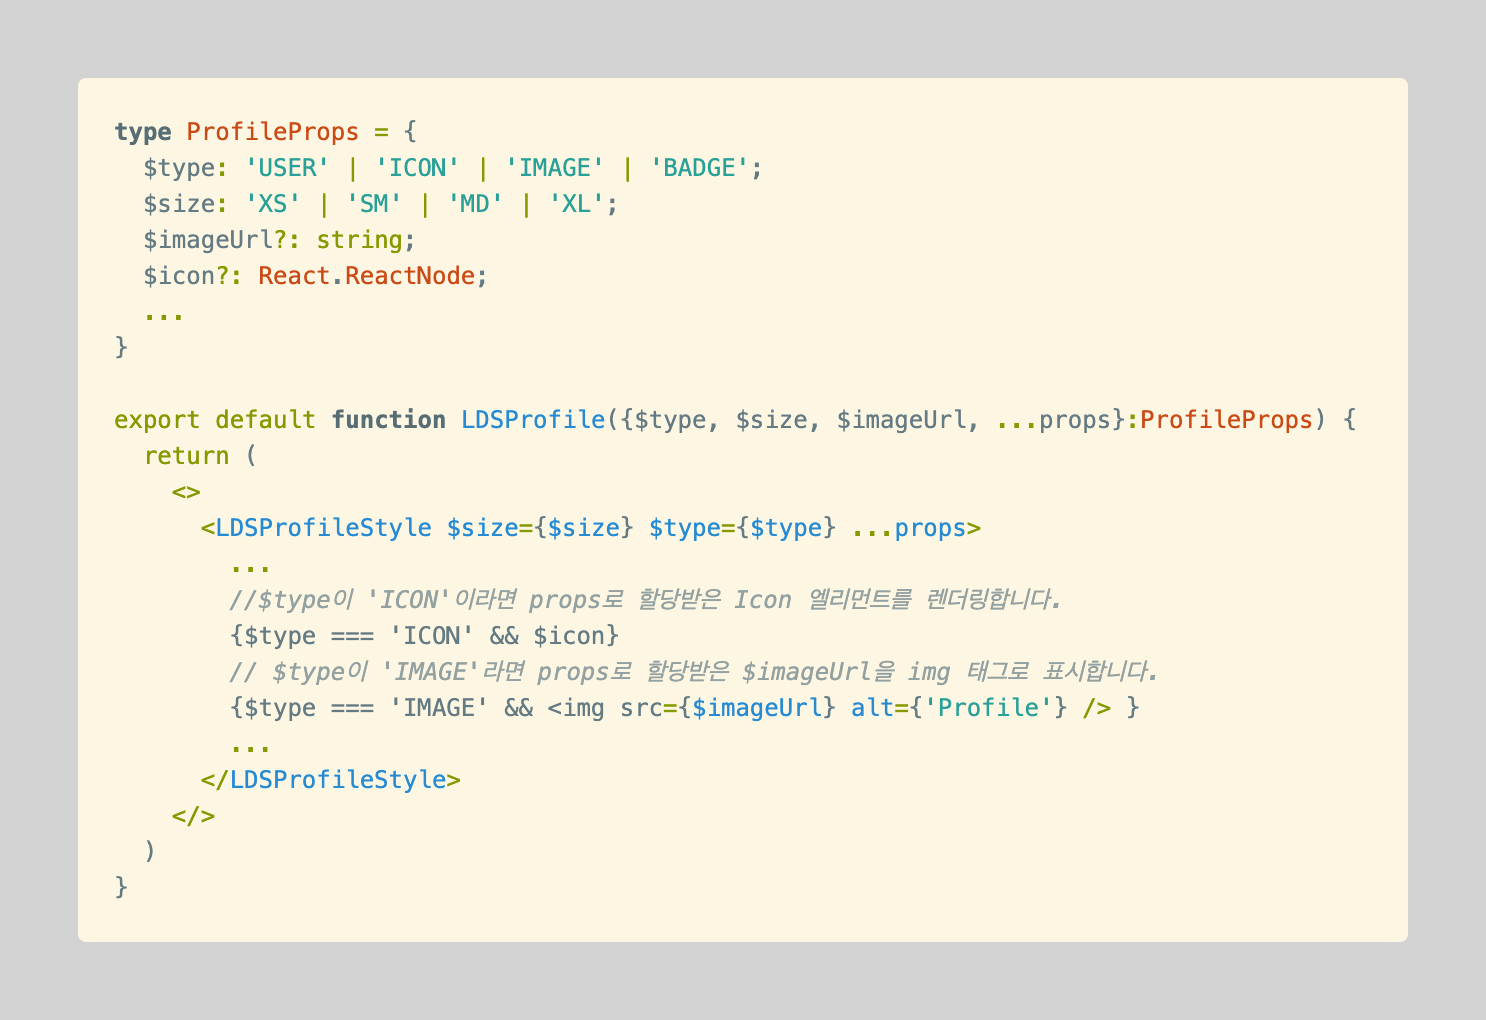 type ProfileProps = {
  $type: 'USER' | 'ICON' | 'IMAGE' | 'BADGE';
  $size: 'XS' | 'SM' | 'MD' | 'XL';
  $imageUrl?: string;
  $icon?: React.ReactNode;
  ...
}

export default function LDSProfile({$type, $size, $imageUrl, ...props}:ProfileProps) {
  return (
    <>
      <LDSProfileStyle $size={$size} $type={$type} ...props>
        ...
        //$type이 'ICON'이라면 props로 할당받은 Icon 엘리먼트를 렌더링합니다.
        {$type === 'ICON' && $icon}
        // $type이 'IMAGE'라면 props로 할당받은 $imageUrl을 img 태그로 표시합니다.
        {$type === 'IMAGE' && <img src={$imageUrl} alt={'Profile'} /> }
        ...
      </LDSProfileStyle>
    </>
  )
}